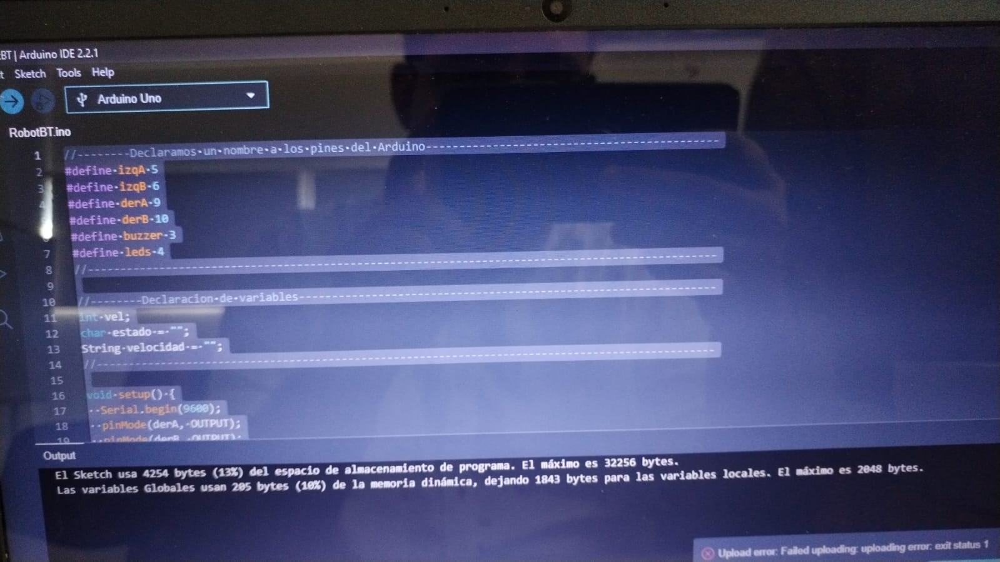 BT | Arduino IDE 2.2.1
t Sketch Tools Help
Arduino Uno
RobotBT.ino
1 //--------Declaramos·un·nombre·a·los·pines·del·Arduino-----------------------------------------
2 #define·izqA·5
3 #define·izqB·6
4 #define·derA·9
#define·derB·10
#define·buzzer·3
7 #define·leds·4
8 //----------------------------------------------------------------------------------------
9
10 //--------Declaracion·de·variables---------------------------------------------------------
11 int·vel;
12 char·estado·=·"";
13 String·velocidad·=·"";
14 //----------------------------------------------------------------------------------------
15
16 void·setup()·{
17 ··Serial.begin(9600);
18 ··pinMode(derA,·OUTPUT);
19 ··pinMode(derB,·OUTPUT);
Output
El Sketch usa 4254 bytes (13%) del espacio de almacenamiento de programa. El máximo es 32256 bytes.
Las variables Globales usan 205 bytes (10%) de la memoria dinámica, dejando 1843 bytes para las variables locales. El máximo es 2048 bytes.
Upload error: Failed uploading: uploading error: exit status 1